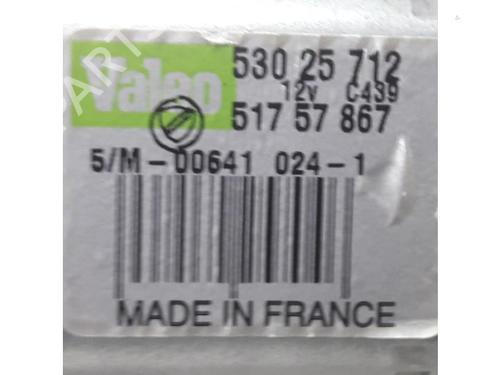 Valeo 530 25 712
12v C439
517 57 867
5/M-00641 024-1
MADE IN FRANCE